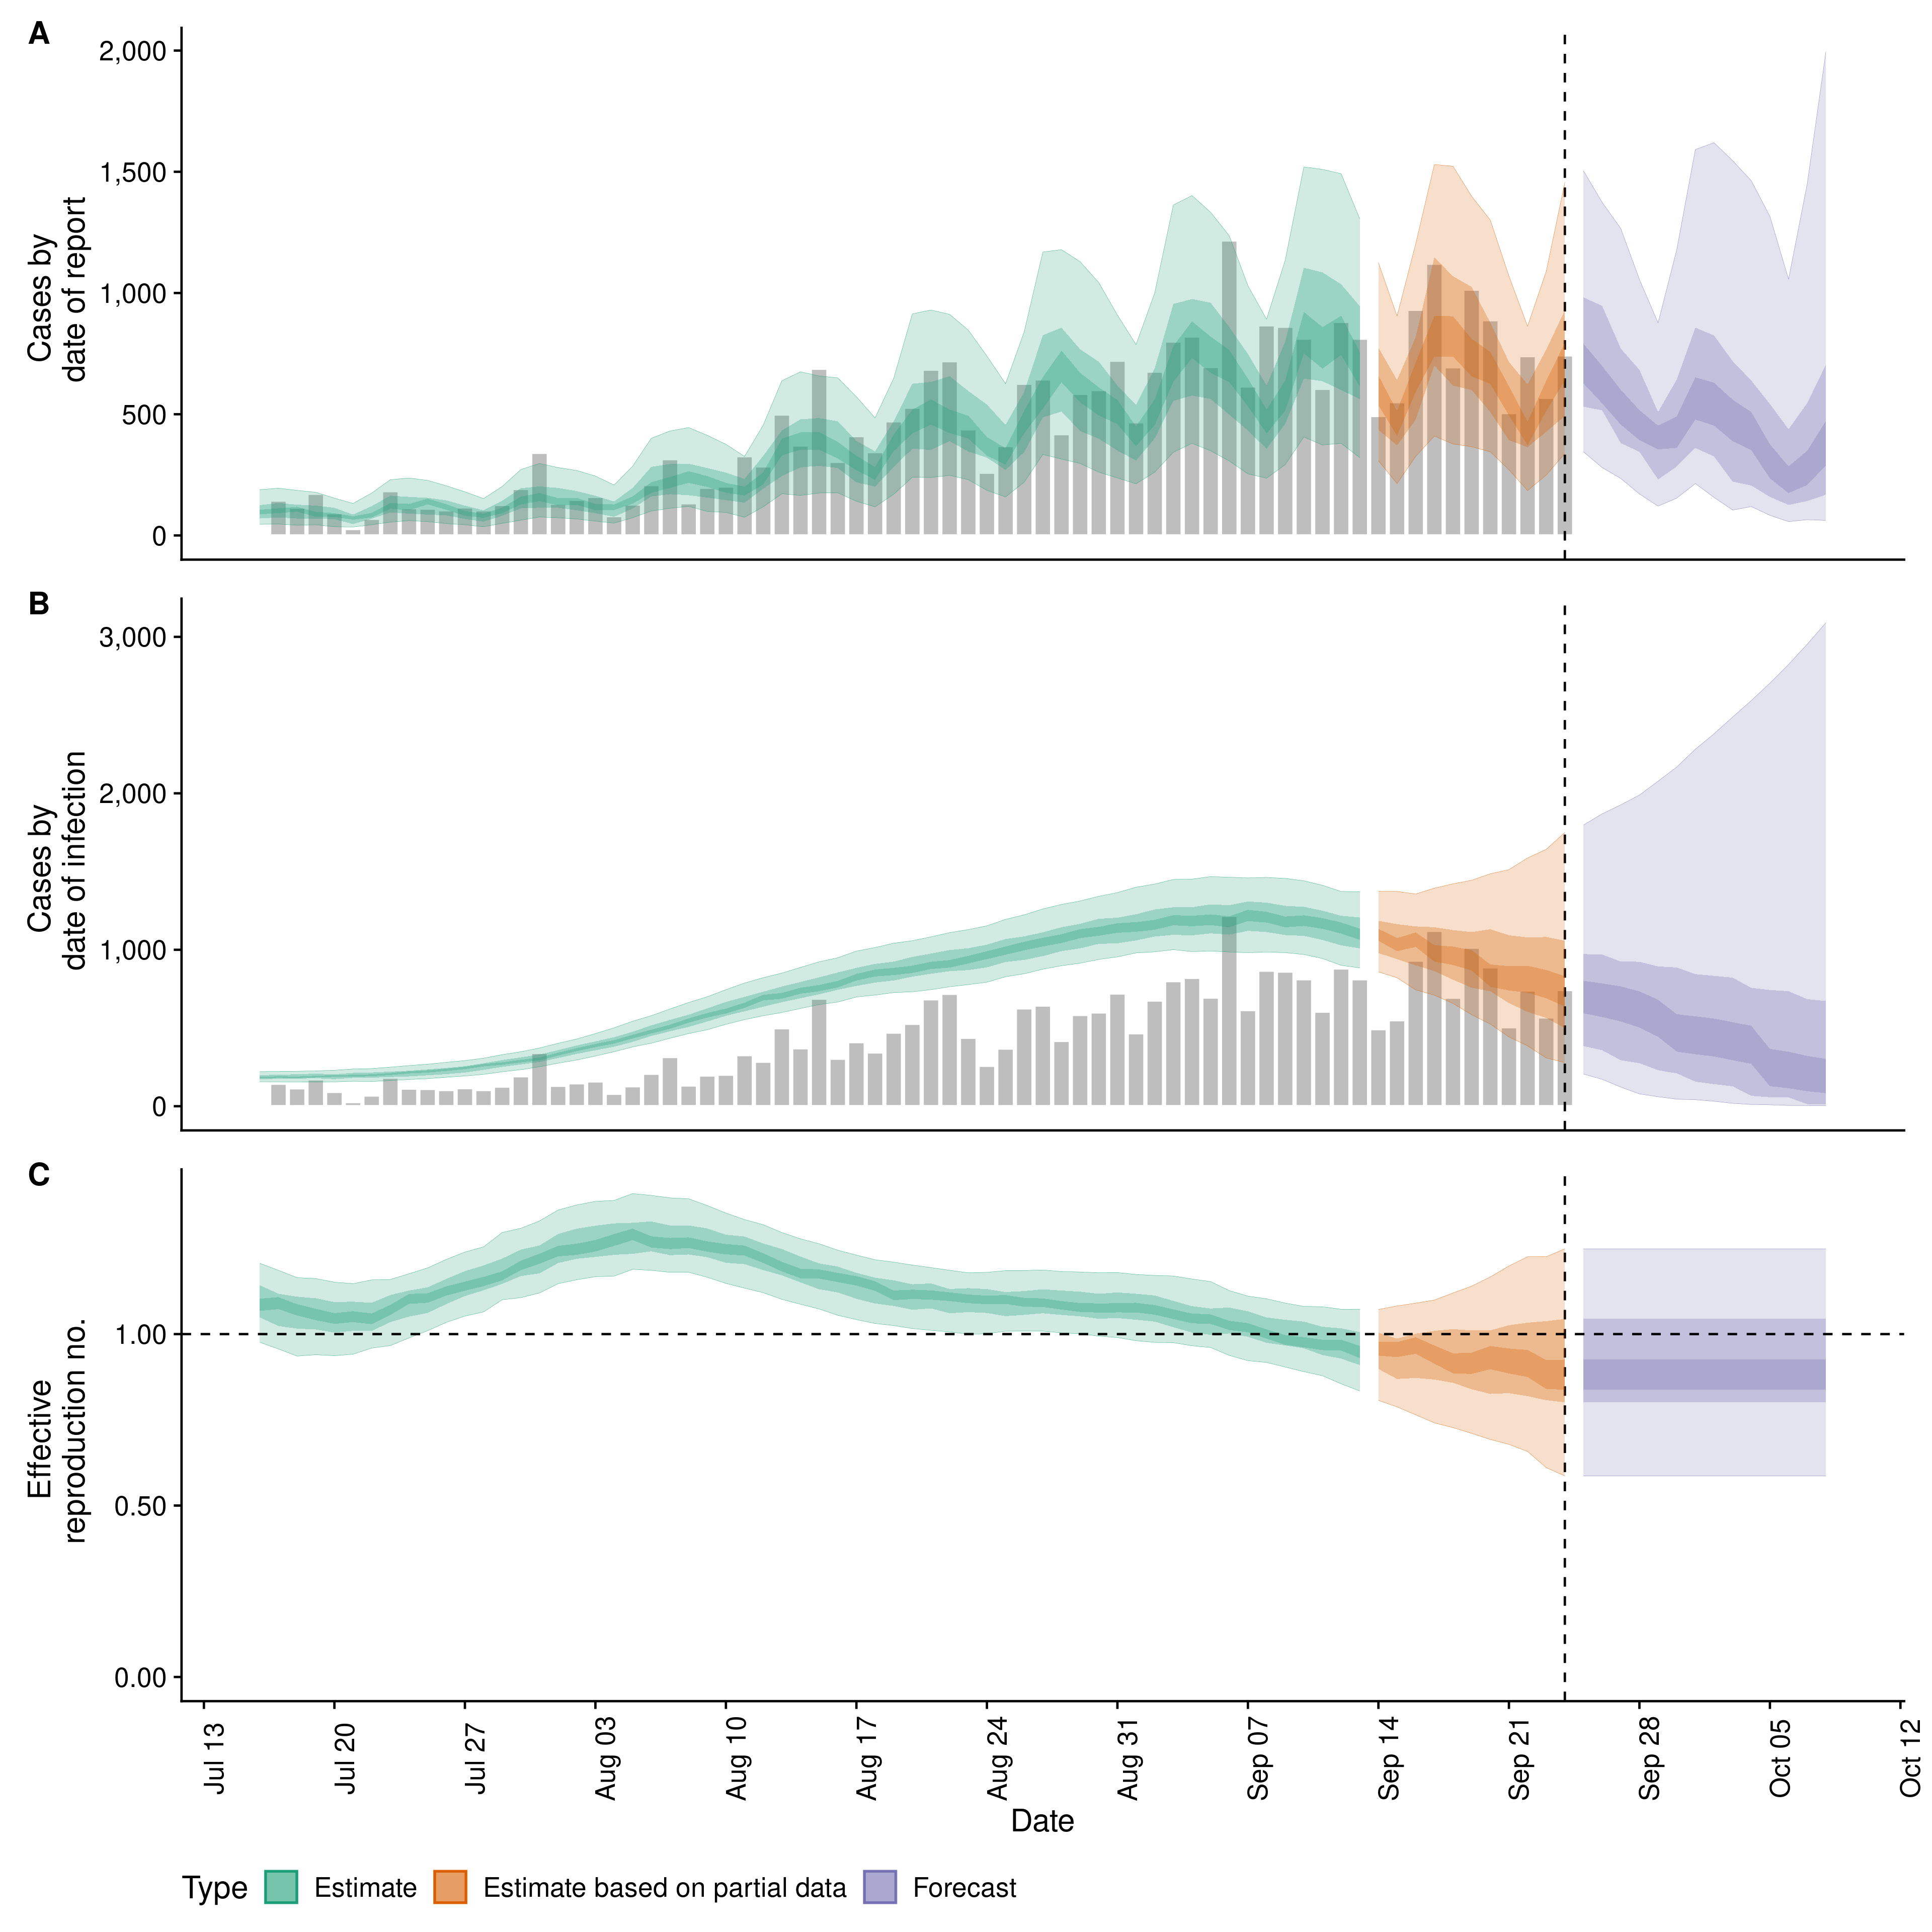 A
2,000
1,500
1,000
500
0
Cases by
date of report
B
3,000
2,000
1,000
0
Cases by
date of infection
C
1.00
0.50
0.00
Effective
reproduction no.
Jul 13
Jul 20
Jul 27
Aug 03
Aug 10
Aug 17
Aug 24
Aug 31
Sep 07
Sep 14
Sep 21
Sep 28
Oct 05
Oct 12
Date
Type Estimate Estimate based on partial data Forecast